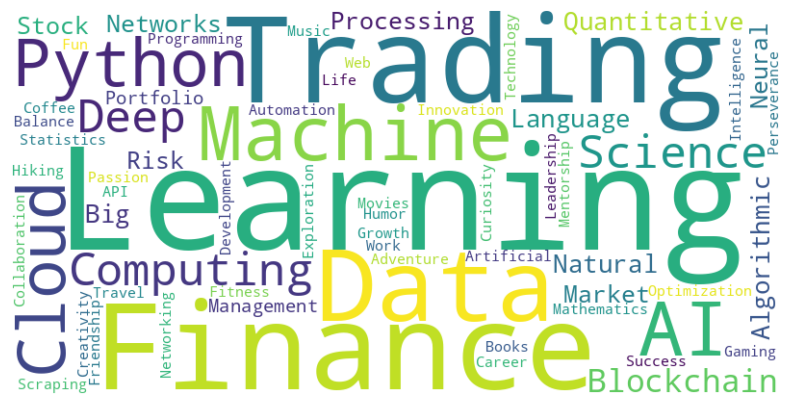 Stock
Networks
Trading
Music
Processing
Quantitative
Fun
Programming
Python
Web
Life
Technology
Intelligence
Neural
Perseverance
Coffee
Portfolio
Balance
Deep
Automation
Innovation
Machine
Language
Statistics
Science
Hiking
Risk
Passion
API
Learning
Big
Development
Exploration
Movies
Humor
Growth
Work
Curiosity
Leadership
Mentorship
Cloud
Collaboration
Computing
Adventure
Artificial
Natural
Algorithmic
Data
Travel
Fitness
Management
Market
Optimization
Mathematics
Creativity
Friendship
Finance
Networking
AI
Books
Career
Success
Gaming
Scraping
Blockchain